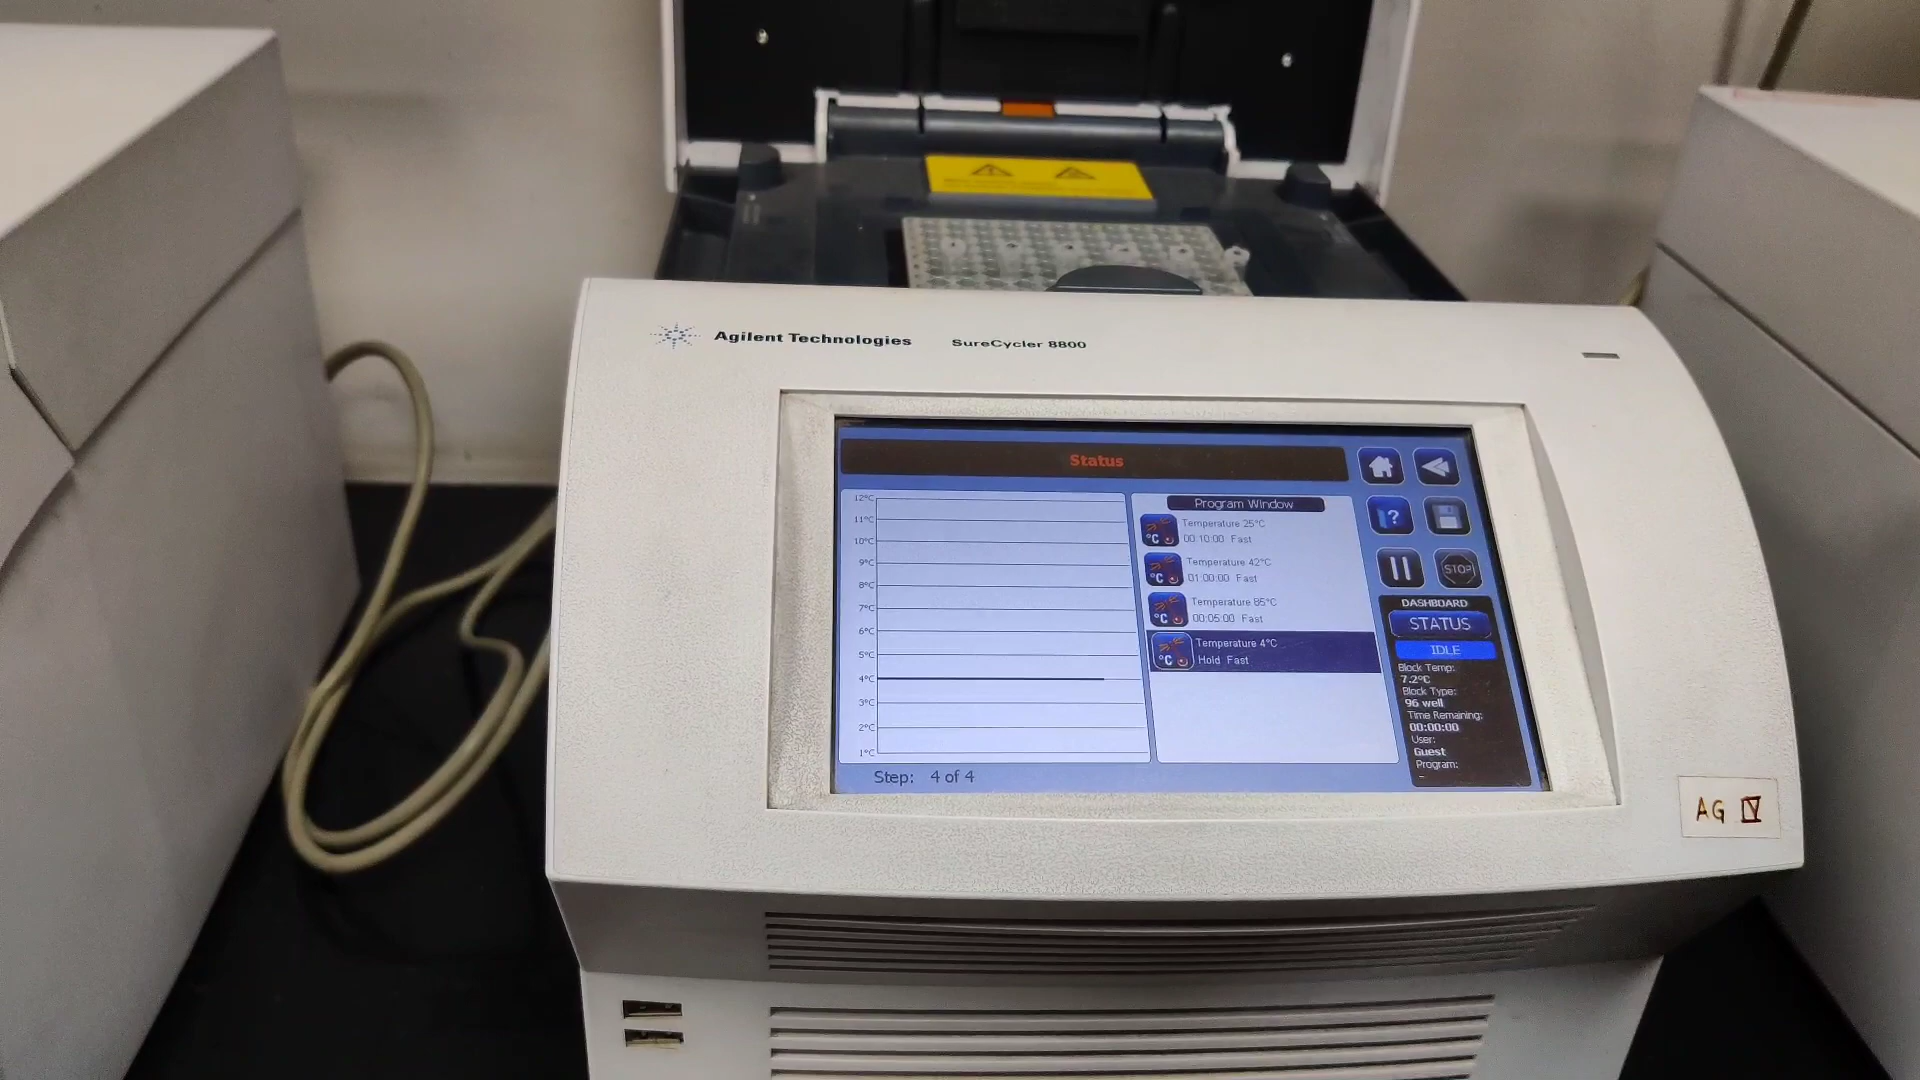 Agilent Technologies SureCycler 8800
Status
12°C
11°C
10°C
9°C
8°C
7°C
6°C
5°C
4°C
3°C
2°C
1°C
Step: 4 of 4
Program Window
Temperature 25°C
00:10:00 Fast
Temperature 42°C
01:00:00 Fast
Temperature 85°C
00:05:00 Fast
Temperature 4°C
Hold Fast
°C
°C
°C
°C
?
STOP
DASHBOARD
STATUS
IDLE
Block Temp:
7.2°C
Block Type:
96 well
Time Remaining:
00:00:00
User:
Guest
Program:
-
AG IV